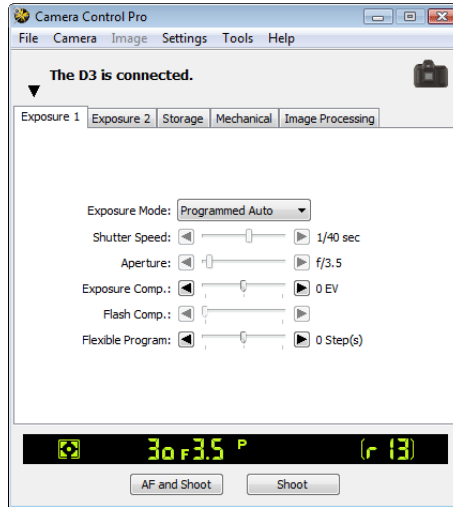 Camera Control Pro
File Camera Image Settings Tools Help
The D3 is connected.
Exposure 1 Exposure 2 Storage Mechanical Image Processing
Exposure Mode: Programmed Auto
Shutter Speed: 1/40 sec
Aperture: f/3.5
Exposure Comp.: 0 EV
Flash Comp.:
Flexible Program: 0 Step(s)
30 F3.5 P (r 13)
AF and Shoot Shoot